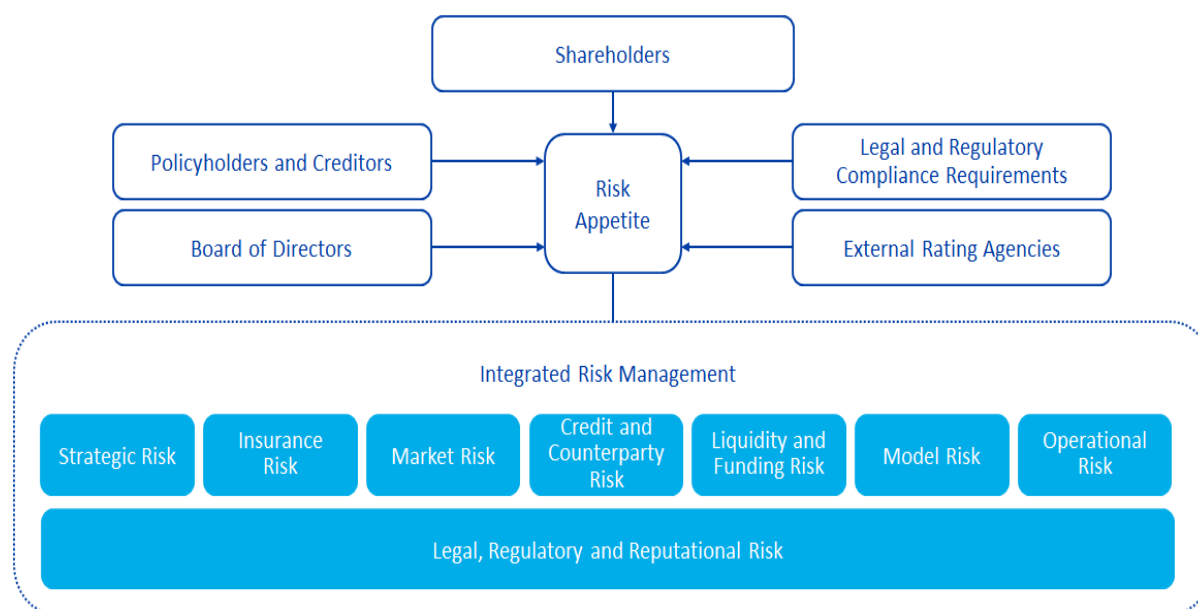 Shareholders
Policyholders and Creditors
Legal and Regulatory
Compliance Requirements
Risk
Appetite
Board of Directors
External Rating Agencies
Integrated Risk Management
Strategic Risk
Insurance
Risk
Market Risk
Credit and
Counterparty
Risk
Liquidity and
Funding Risk
Model Risk
Operational
Risk
Legal, Regulatory and Reputational Risk